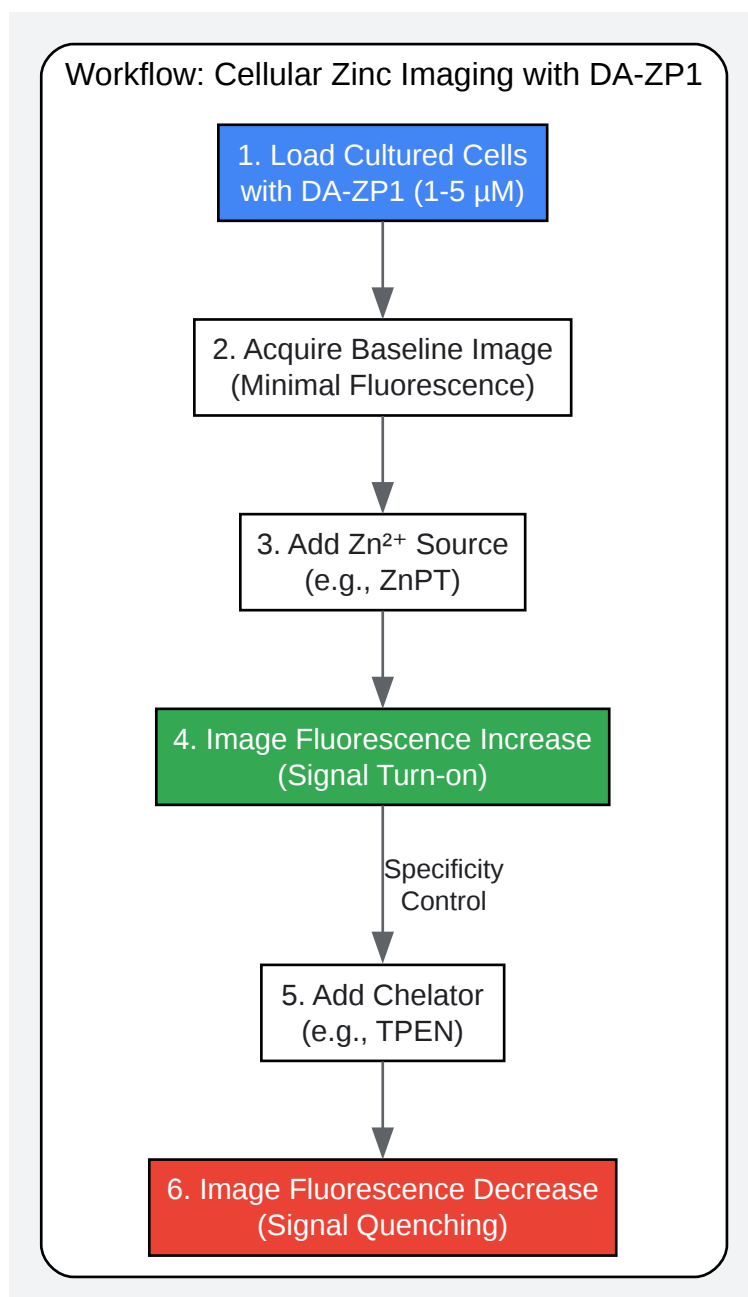 Workflow: Cellular Zinc Imaging with DA-ZP1
1. Load Cultured Cells
with DA-ZP1 (1-5 µM)
2. Acquire Baseline Image
(Minimal Fluorescence)
3. Add Zn²⁺ Source
(e.g., ZnPT)
4. Image Fluorescence Increase
(Signal Turn-on)
Specificity
Control
5. Add Chelator
(e.g., TPEN)
6. Image Fluorescence Decrease
(Signal Quenching)